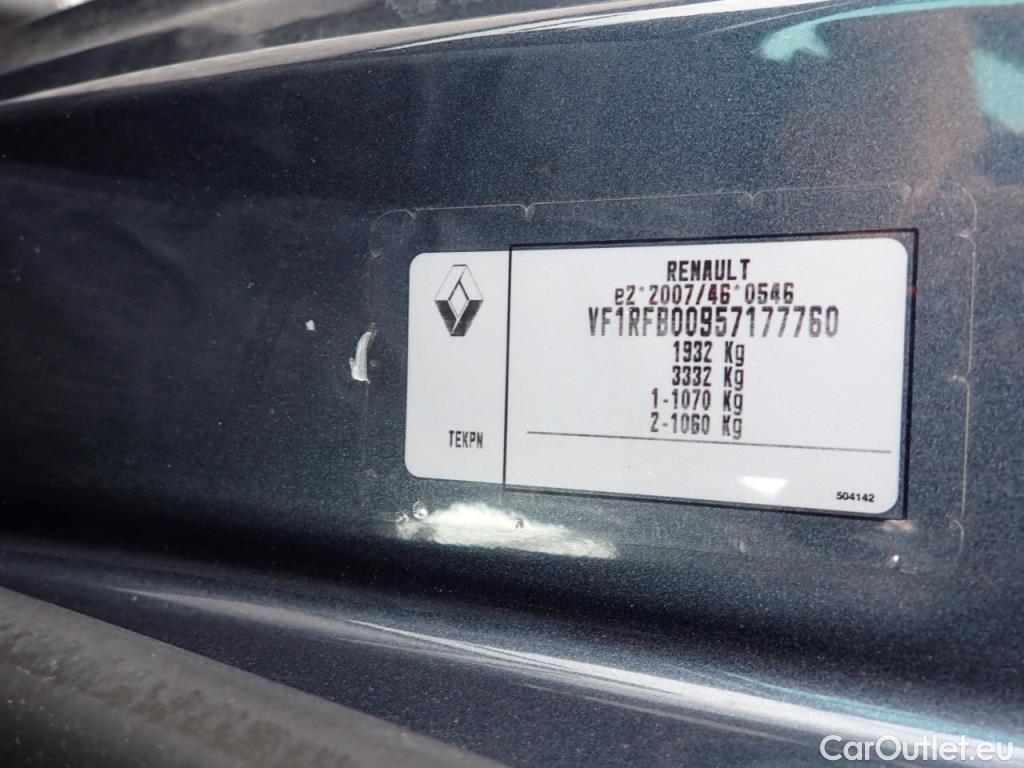 RENAULT
e2*2007/46*0546
VF1RFB00957177760
1932 Kg
3332 Kg
1-1070 Kg
2-1060 Kg
TEKPN
504142
CarOutlet.eu